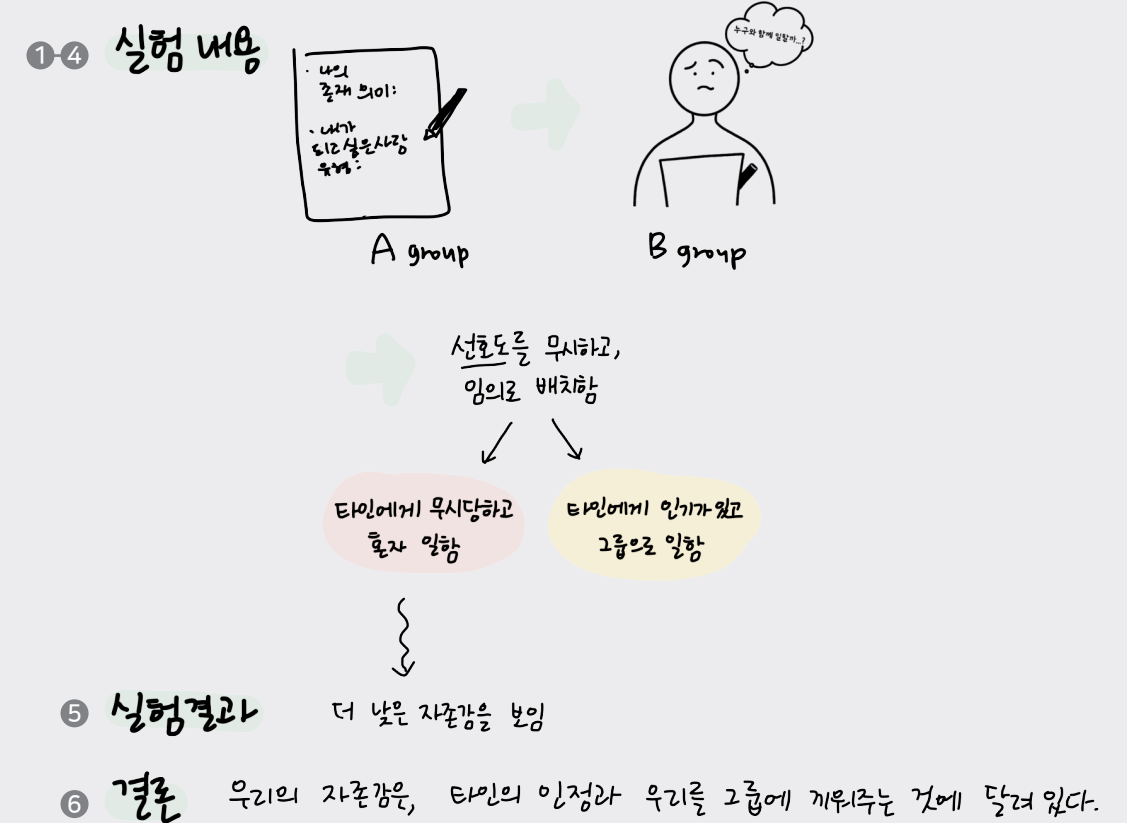 1-4 실험 내용
· 나의
존재 의미:
· 내가
되고싶은사람
유형:
누구와 함께 일할까...?
A group
B group
선호도를 무시하고,
임의로 배치함
타인에게 무시당하고
혼자 일함
타인에게 인기가 있고
그룹으로 일함
5 실험결과 더 낮은 자존감을 보임
6 결론 우리의 자존감은, 타인의 인정과 우리를 그룹에 끼워주는 것에 달려 있다.